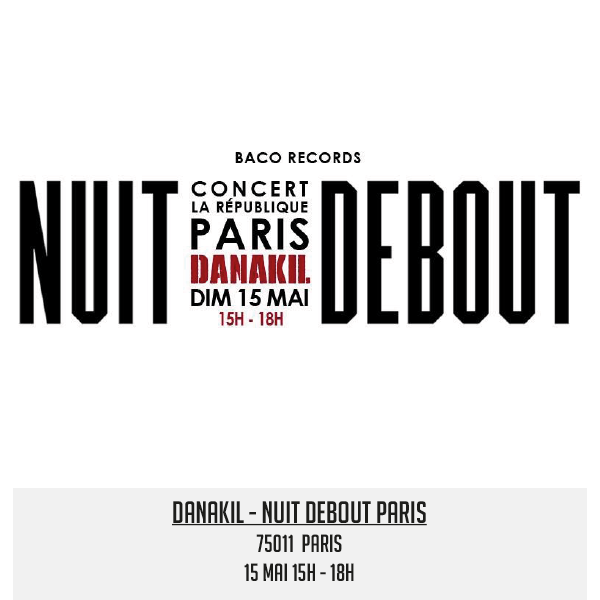 BACO RECORDS
NUIT DEBOUT
CONCERT
LA RÉPUBLIQUE
PARIS
DANAKIL
DIM 15 MAI
15H - 18H
DANAKIL - NUIT DEBOUT PARIS
75011 PARIS
15 MAI 15H - 18H